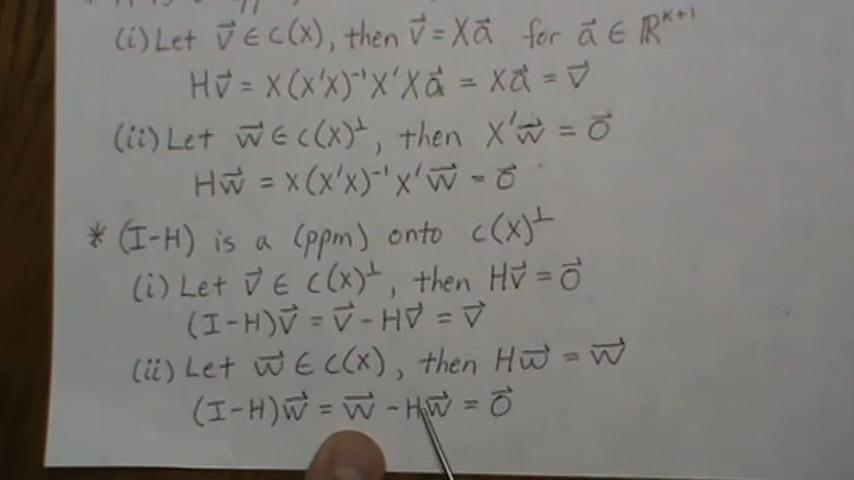 (i) Let v⃗ ∈ C(X), then v⃗ = Xa⃗ for a⃗ ∈ ℝᴷ⁺¹
Hv⃗ = X(X'X)⁻¹X'Xa⃗ = Xa⃗ = v⃗
(ii) Let w⃗ ∈ C(X)^⊥, then X'w⃗ = 0⃗
Hw⃗ = X(X'X)⁻¹X'w⃗ = 0⃗
* (I-H) is a (ppm) onto C(X)^⊥
(i) Let v⃗ ∈ C(X)^⊥, then Hv⃗ = 0⃗
(I-H)v⃗ = v⃗ - Hv⃗ = v⃗
(ii) Let w⃗ ∈ C(X), then Hw⃗ = w⃗
(I-H)w⃗ = w⃗ - Hw⃗ = 0⃗